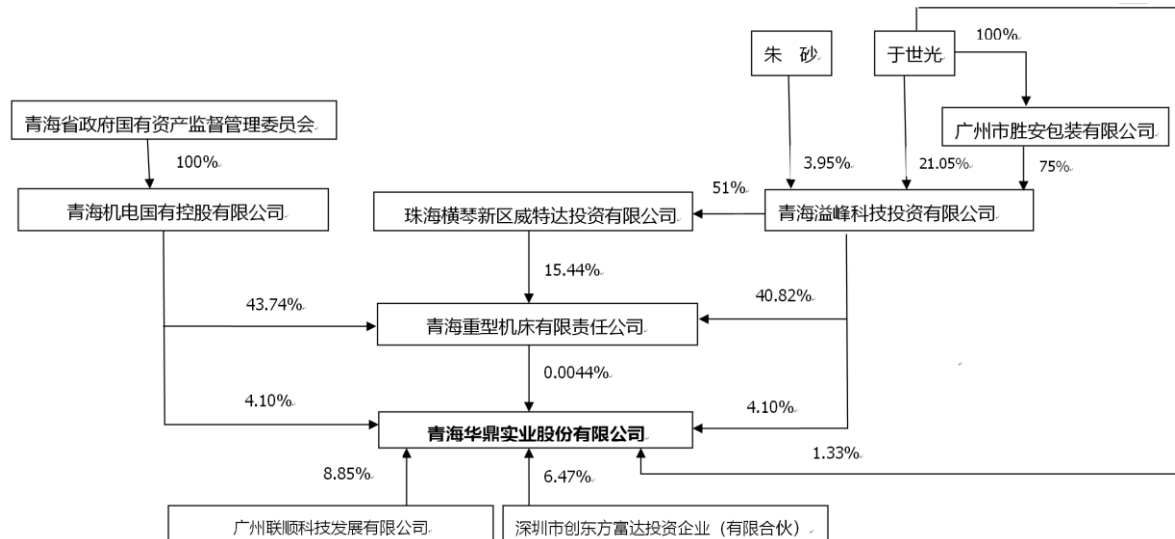 100%
朱 砂
于世光
青海省政府国有资产监督管理委员会
广州市胜安包装有限公司
100%
3.95%
21.05%
75%
51%
青海机电国有控股有限公司
珠海横琴新区威特达投资有限公司
青海溢峰科技投资有限公司
15.44%
43.74%
40.82%
青海重型机床有限责任公司
0.0044%
4.10%
4.10%
青海华鼎实业股份有限公司
1.33%
8.85%
6.47%
广州联顺科技发展有限公司
深圳市创东方富达投资企业（有限合伙）